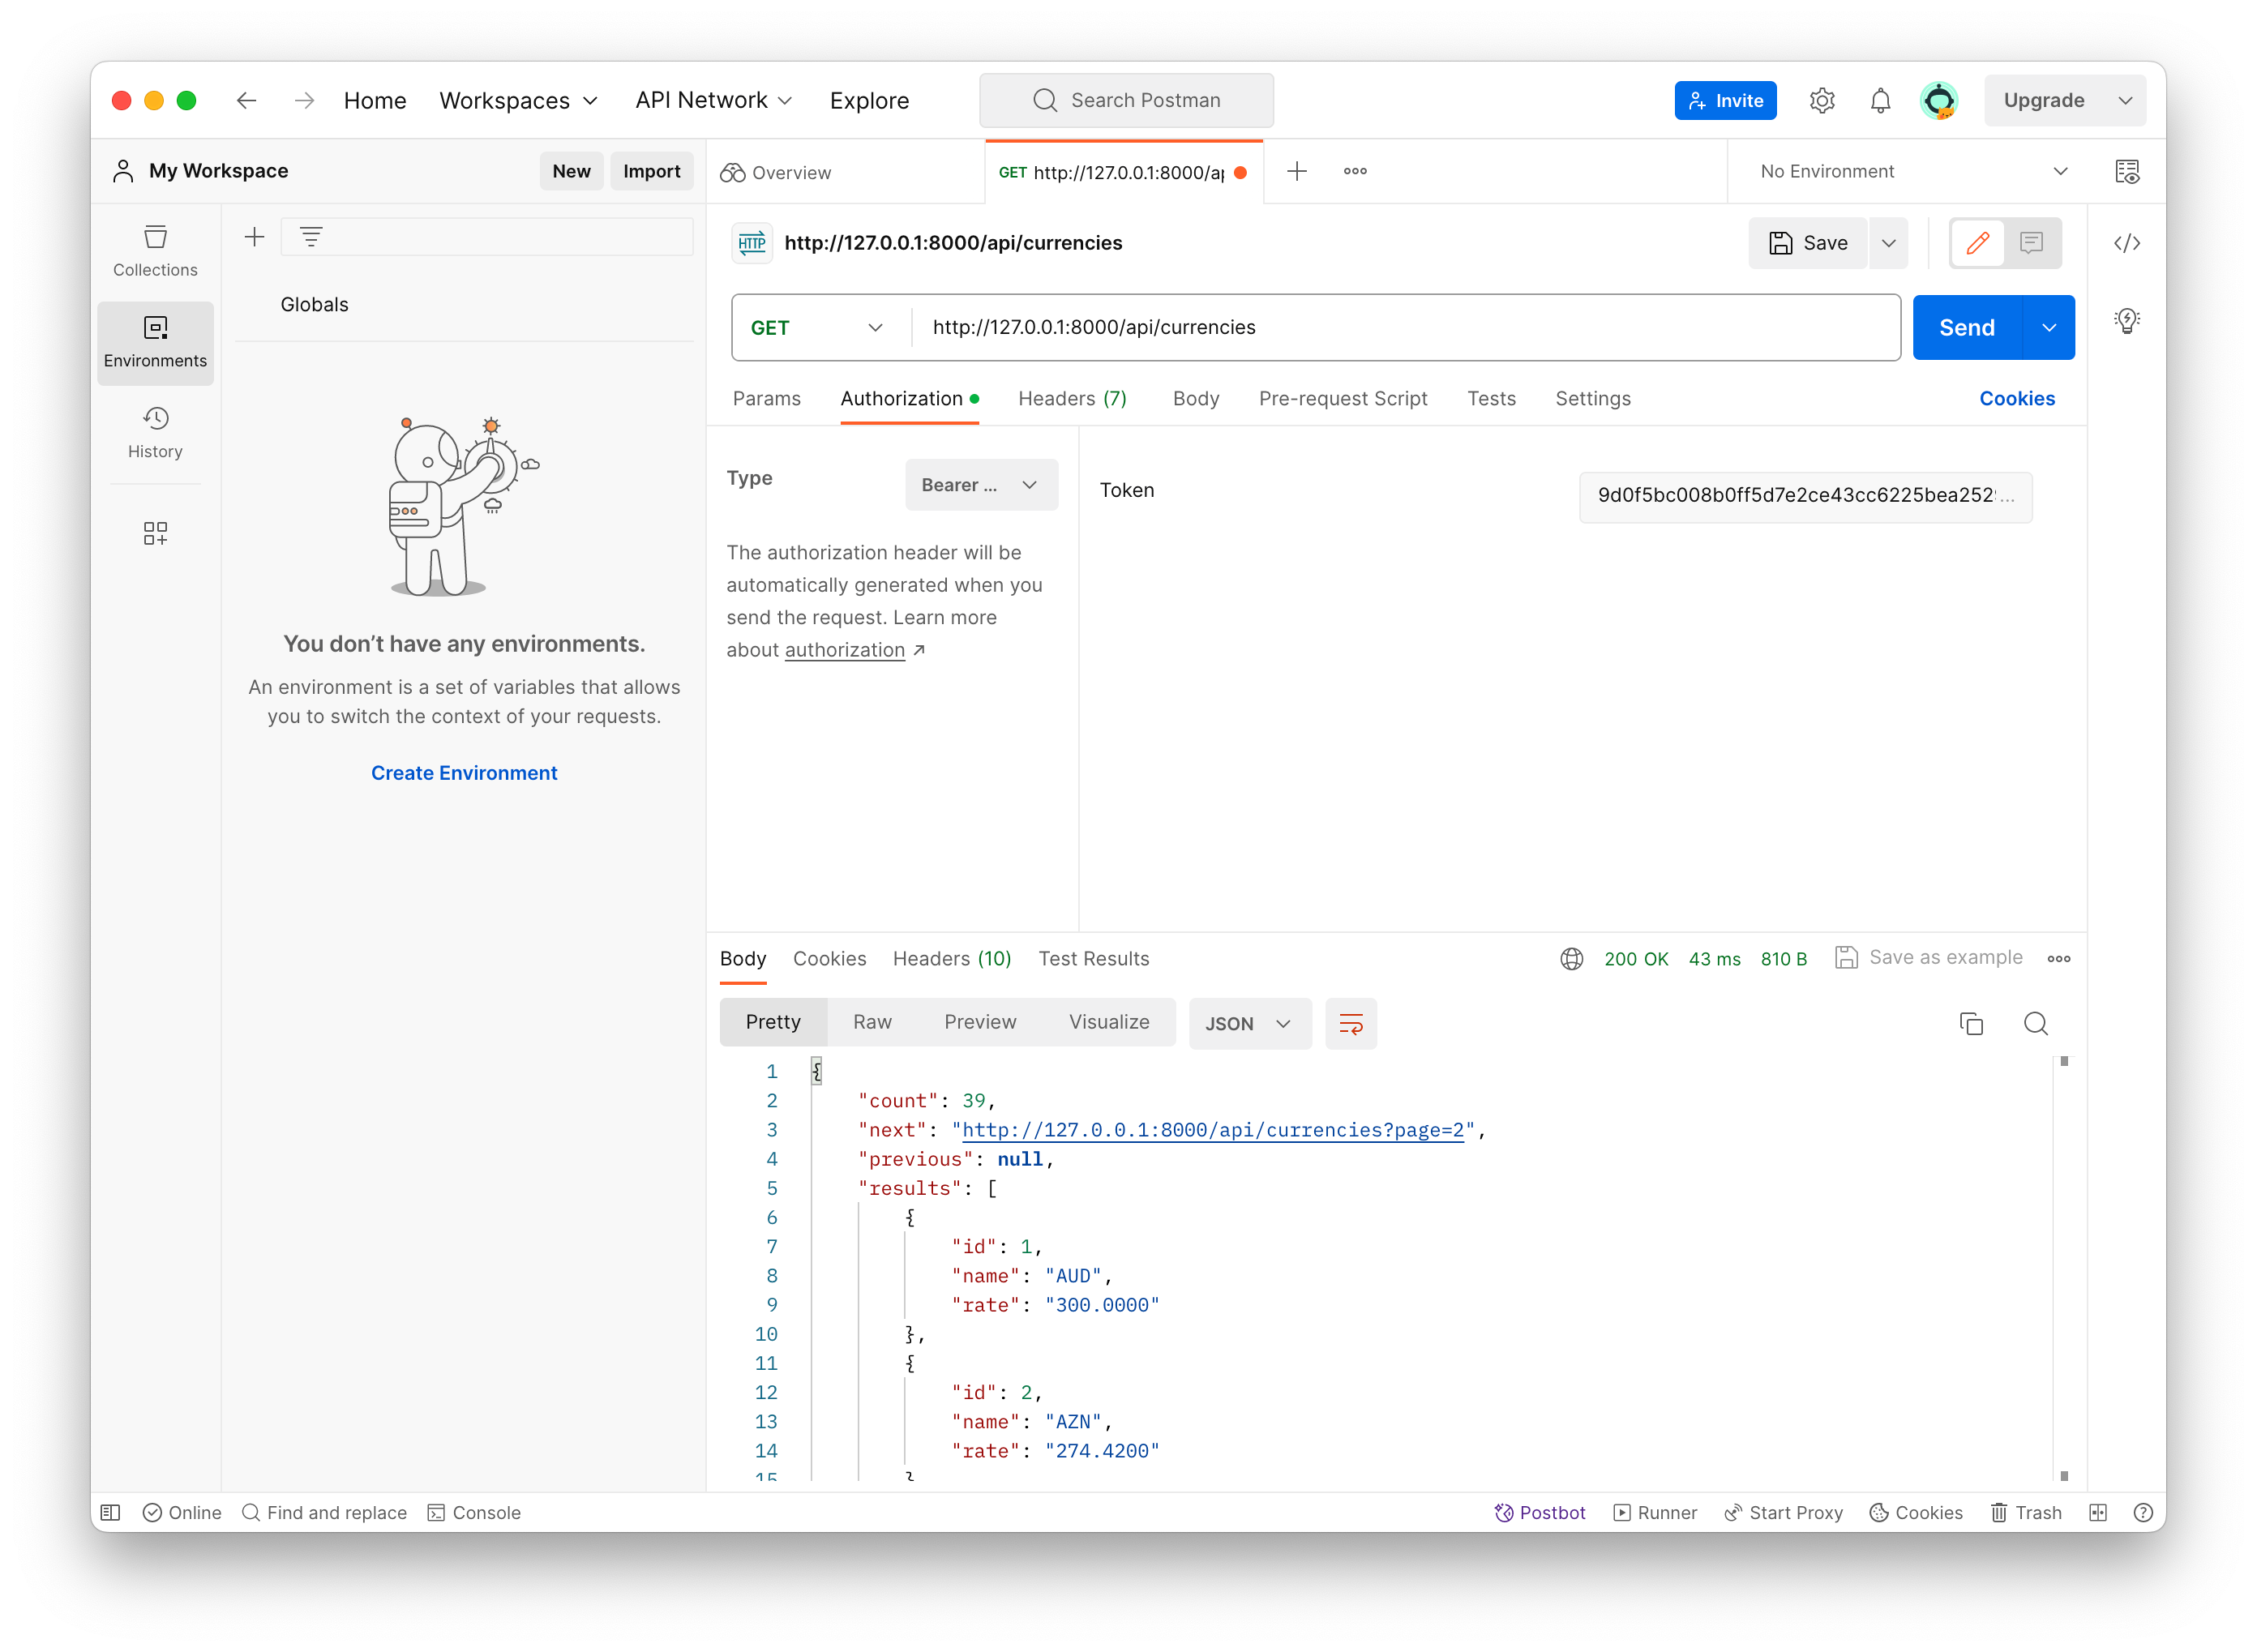 Home Workspaces API Network Explore Search Postman Invite Upgrade
My Workspace New Import
Overview GET http://127.0.0.1:8000/ap No Environment
Collections
Environments
History
Globals
You don’t have any environments.
An environment is a set of variables that allows
you to switch the context of your requests.
Create Environment
HTTP http://127.0.0.1:8000/api/currencies Save
GET http://127.0.0.1:8000/api/currencies Send
Params Authorization Headers (7) Body Pre-request Script Tests Settings Cookies
Type Bearer ...
The authorization header will be
automatically generated when you
send the request. Learn more
about authorization ↗
Token 9d0f5bc008b0ff5d7e2ce43cc6225bea252...
Body Cookies Headers (10) Test Results 200 OK 43 ms 810 B Save as example
Pretty Raw Preview Visualize JSON
1 {
2 "count": 39,
3 "next": "http://127.0.0.1:8000/api/currencies?page=2",
4 "previous": null,
5 "results": [
6 {
7 "id": 1,
8 "name": "AUD",
9 "rate": "300.0000"
10 },
11 {
12 "id": 2,
13 "name": "AZN",
14 "rate": "274.4200"
15 }
Online Find and replace Console Postbot Runner Start Proxy Cookies Trash